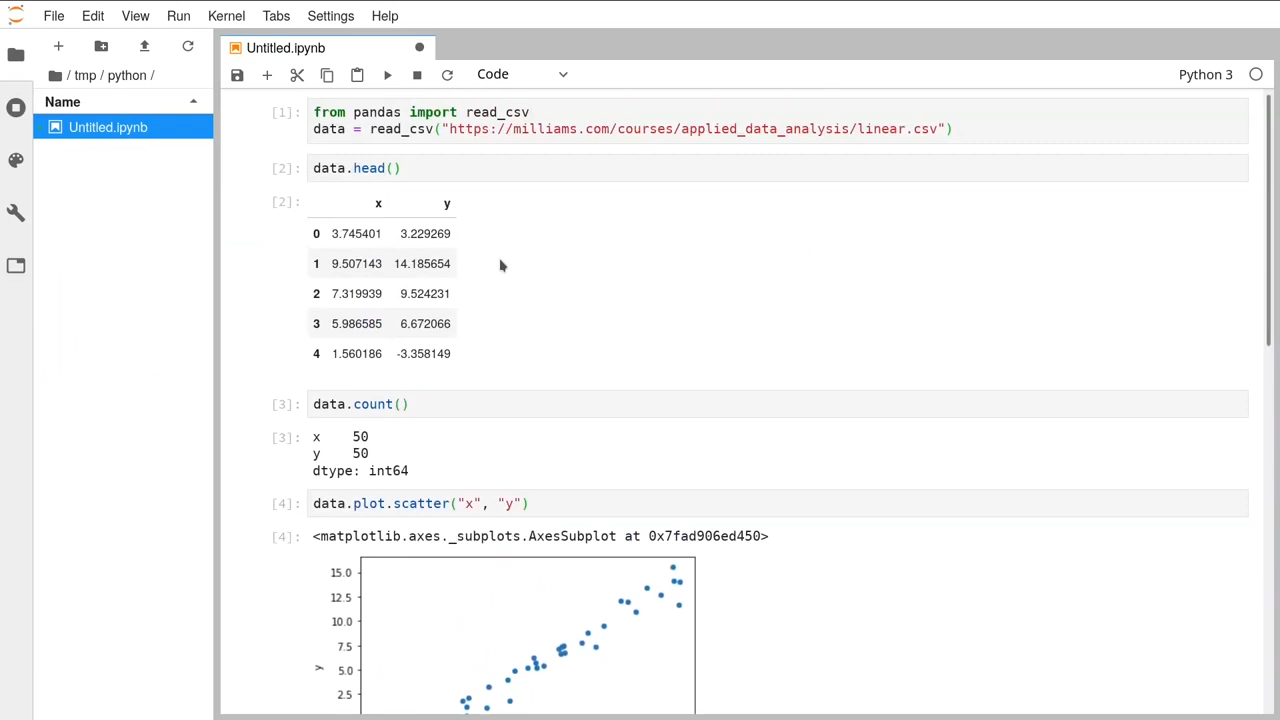 File Edit View Run Kernel Tabs Settings Help
/ tmp / python /
Name
Untitled.ipynb
Untitled.ipynb
Code
Python 3
[1]: from pandas import read_csv
data = read_csv("https://milliams.com/courses/applied_data_analysis/linear.csv")
[2]: data.head()
[2]: x y
0 3.745401 3.229269
1 9.507143 14.185654
2 7.319939 9.524231
3 5.986585 6.672066
4 1.560186 -3.358149
[3]: data.count()
[3]: x 50
y 50
dtype: int64
[4]: data.plot.scatter("x", "y")
[4]: <matplotlib.axes._subplots.AxesSubplot at 0x7fad906ed450>
15.0
12.5
10.0
7.5
y
5.0
2.5